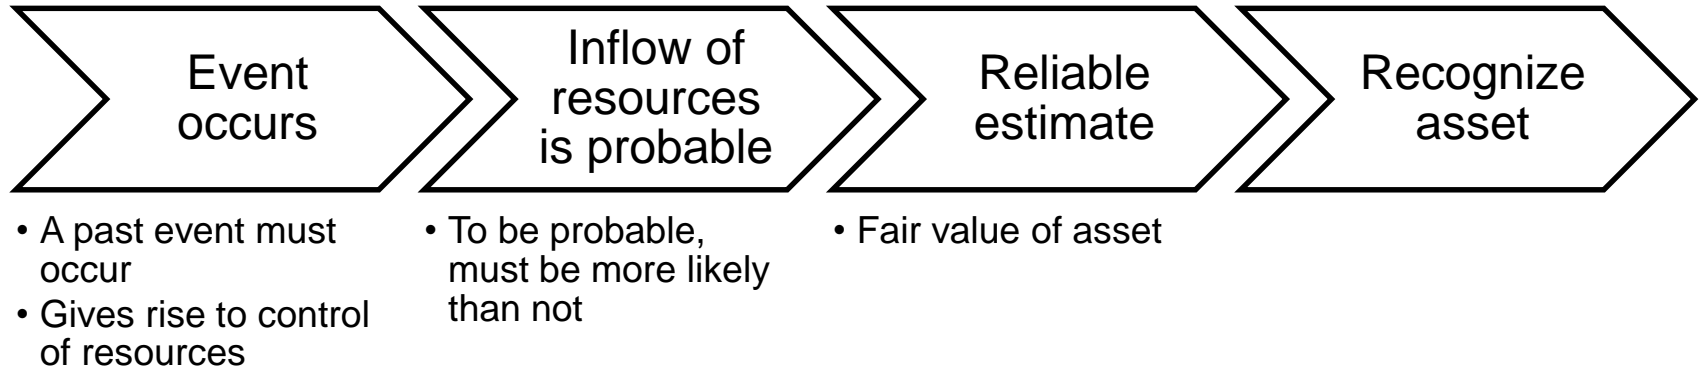 Event
occurs
Inflow of
resources
is probable
Reliable
estimate
Recognize
asset
• A past event must
occur
• Gives rise to control
of resources
• To be probable,
must be more likely
than not
• Fair value of asset